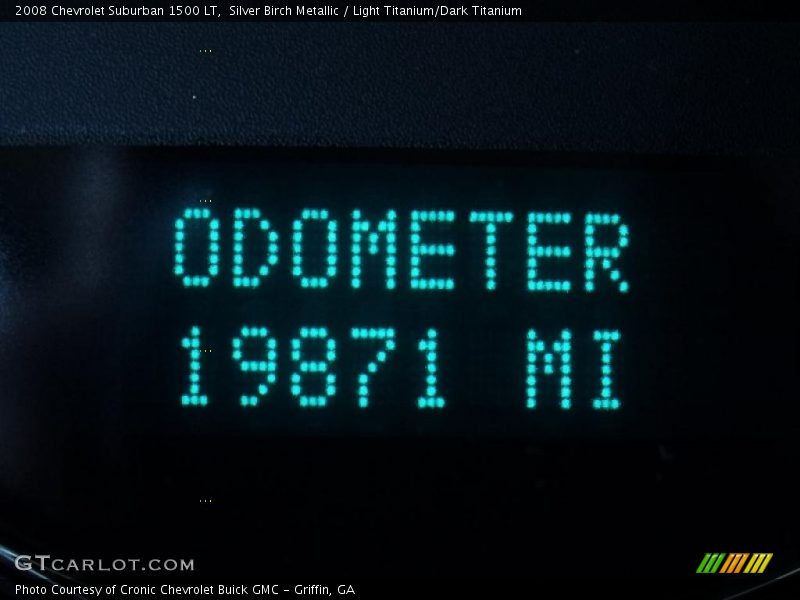 2008 Chevrolet Suburban 1500 LT,  Silver Birch Metallic / Light Titanium/Dark Titanium
ODOMETER
19871 MI
GTCARLOT.COM
Photo Courtesy of Cronic Chevrolet Buick GMC - Griffin, GA